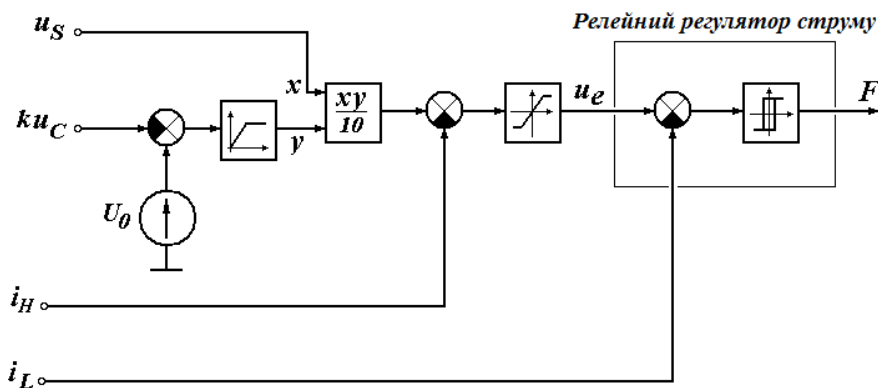 Релейний регулятор струму
u_S
x
xy
10
u_e
F
ku_C
y
U_0
i_H
i_L